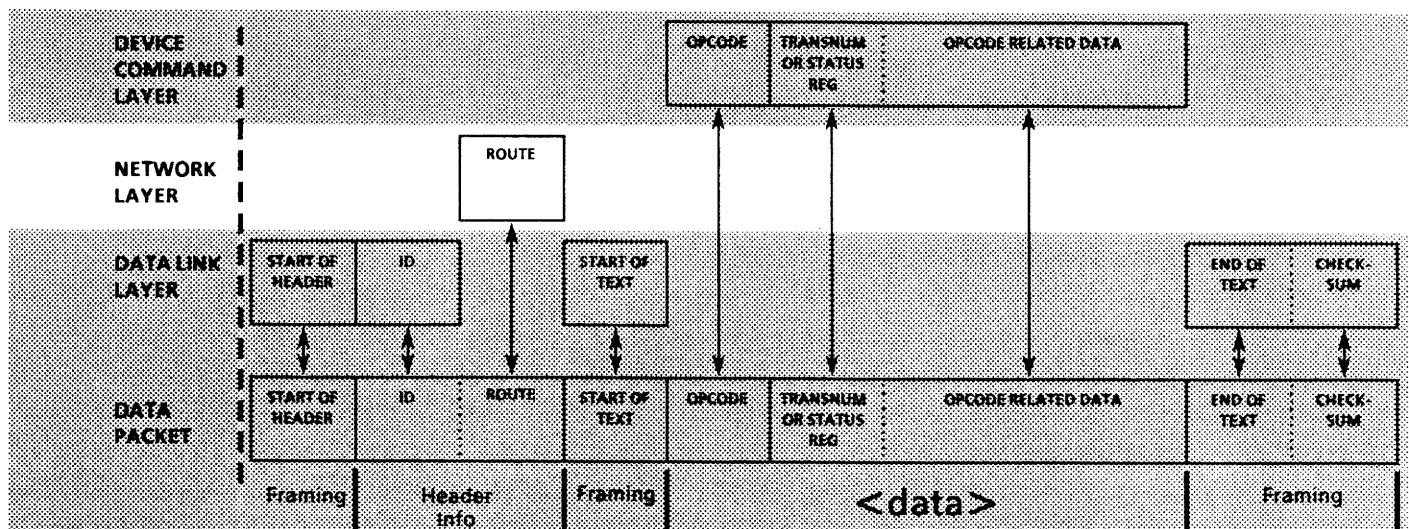 DEVICE
COMMAND
LAYER
OPCODE
TRANSNUM
OR STATUS
REG
OPCODE RELATED DATA
NETWORK
LAYER
ROUTE
DATA LINK
LAYER
START OF
HEADER
ID
START OF
TEXT
END OF
TEXT
CHECK-
SUM
DATA
PACKET
START OF
HEADER
ID
ROUTE
START OF
TEXT
OPCODE
TRANSNUM
OR STATUS
REG
OPCODE RELATED DATA
END OF
TEXT
CHECK-
SUM
Framing
Header
Info
Framing
<data>
Framing